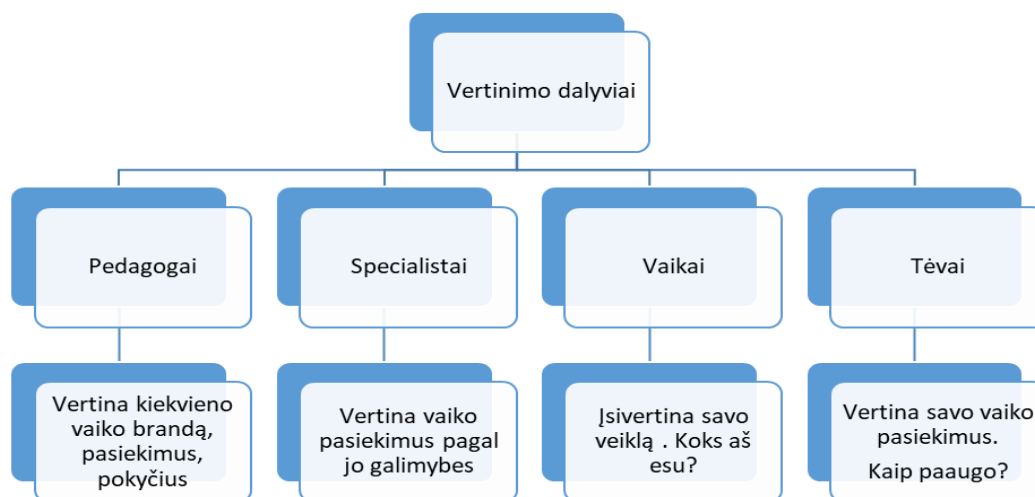 Vertinimo dalyviai
Pedagogai
Specialistai
Vaikai
Tėvai
Vertina kiekvieno
vaiko brandą,
pasiekimus,
pokyčius
Vertina vaiko
pasiekimus pagal
jo galimybes
Įsivertina savo
veiklą . Koks aš
esu?
Vertina savo vaiko
pasiekimus.
Kaip paaugo?